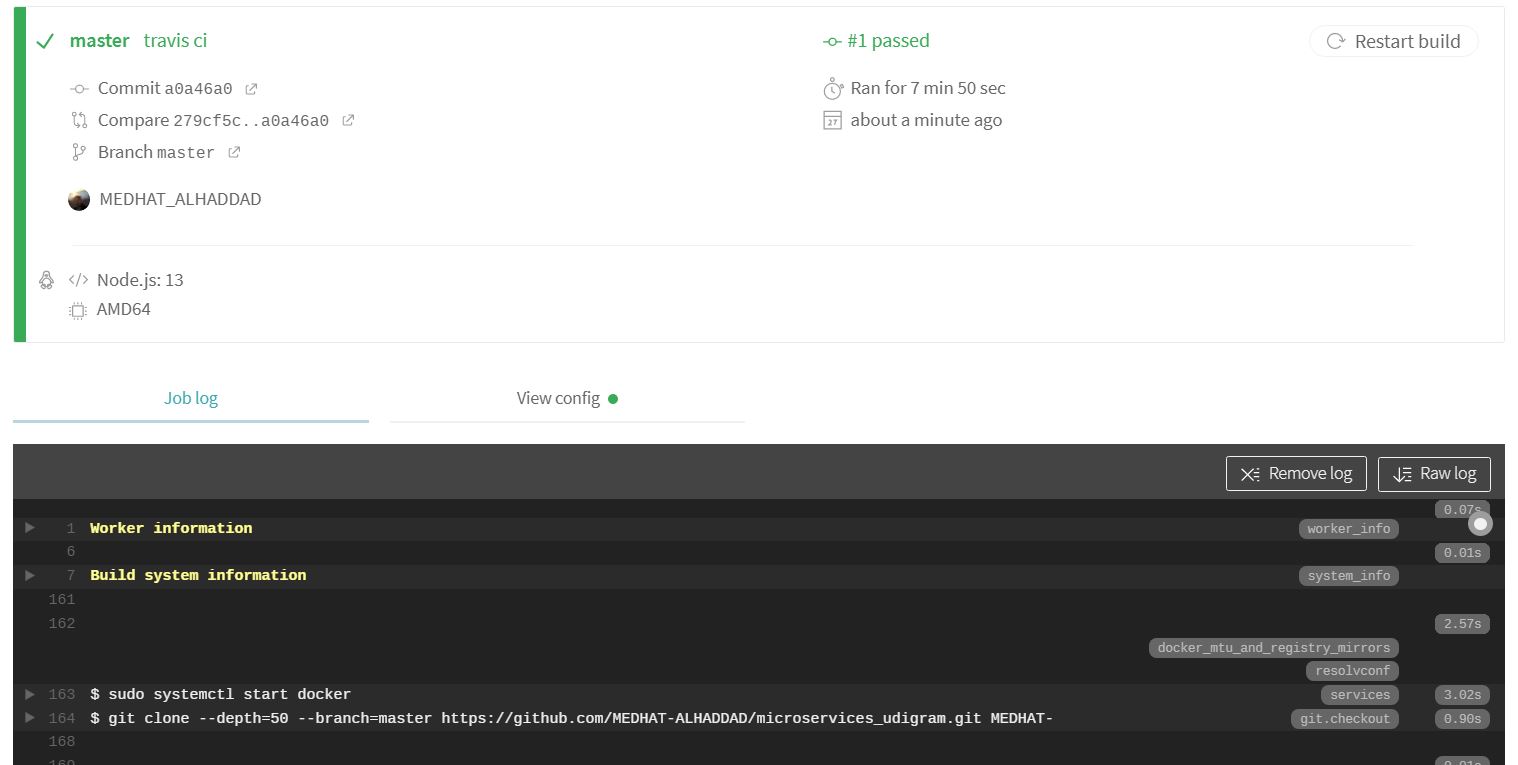 master travis ci
#1 passed
Restart build
Commit a0a46a0
Ran for 7 min 50 sec
Compare 279cf5c..a0a46a0
27
about a minute ago
Branch master
MEDHAT_ALHADDAD
Node.js: 13
AMD64
Job log
View config
Remove log
Raw log
0.07s
1 Worker information worker_info
6 0.01s
7 Build system information system_info
161
162 2.57s
docker_mtu_and_registry_mirrors
resolvconf
163 $ sudo systemctl start docker services 3.02s
164 $ git clone --depth=50 --branch=master https://github.com/MEDHAT-ALHADDAD/microservices_udigram.git MEDHAT- git.checkout 0.90s
168
169 0.01s